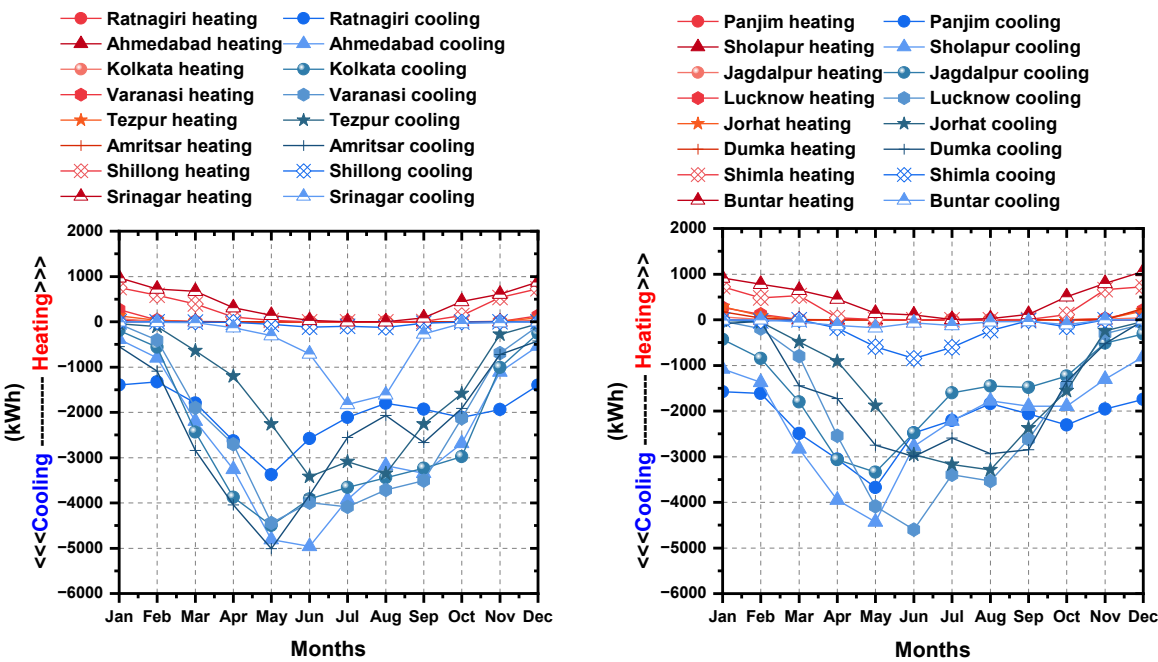 Ratnagiri heating Ratnagiri cooling
Ahmedabad heating Ahmedabad cooling
Kolkata heating Kolkata cooling
Varanasi heating Varanasi cooling
Tezpur heating Tezpur cooling
Amritsar heating Amritsar cooling
Shillong heating Shillong cooling
Srinagar heating Srinagar cooling
2000
1000
0
−1000
−2000
−3000
−4000
−5000
−6000
(kWh)
<<<Cooling ---------- Heating>>>
Jan Feb Mar Apr May Jun Jul Aug Sep Oct Nov Dec
Months
Panjim heating Panjim cooling
Sholapur heating Sholapur cooling
Jagdalpur heating Jagdalpur cooling
Lucknow heating Lucknow cooling
Jorhat heating Jorhat cooling
Dumka heating Dumka cooling
Shimla heating Shimla cooing
Buntar heating Buntar cooling
2000
1000
0
−1000
−2000
−3000
−4000
−5000
−6000
(kWh)
<<<Cooling ---------- Heating>>>
Jan Feb Mar Apr May Jun Jul Aug Sep Oct Nov Dec
Months